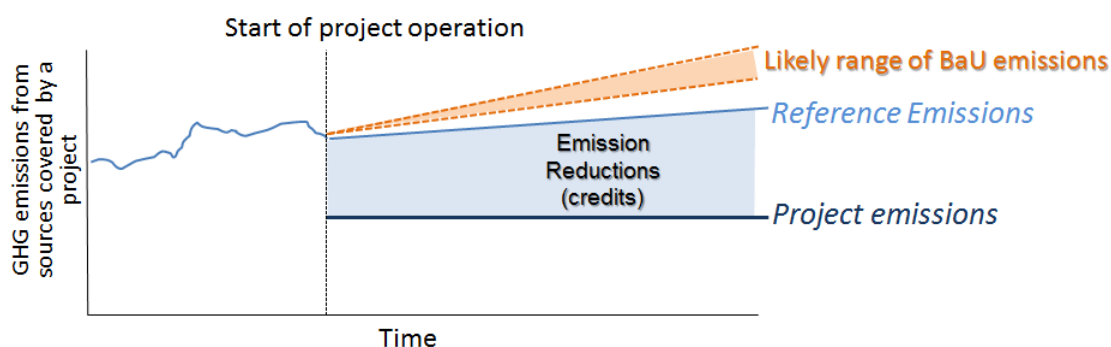 Start of project operation
GHG emissions from
sources covered by a
project
Likely range of BaU emissions
Reference Emissions
Emission
Reductions
(credits)
Project emissions
Time